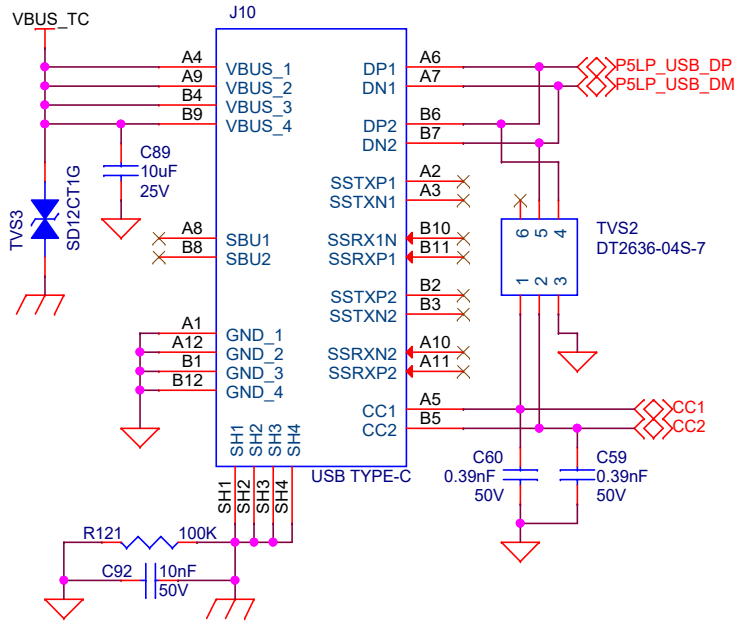 VBUS_TC
J10
A4
A9
B4
B9
VBUS_1
VBUS_2
VBUS_3
VBUS_4
C89
10uF
25V
TVS3
SD12CT1G
A8
B8
SBU1
SBU2
A1
A12
B1
B12
GND_1
GND_2
GND_3
GND_4
DP1
DN1
A6
A7
P5LP_USB_DP
P5LP_USB_DM
DP2
DN2
B6
B7
SSTXP1
SSTXN1
A2
A3
SSRX1N
SSRXP1
B10
B11
SSTXP2
SSTXN2
B2
B3
SSRXN2
SSRXP2
A10
A11
CC1
CC2
A5
B5
CC1
CC2
6 5 4
1 2 3
TVS2
DT2636-04S-7
SH1
SH2
SH3
SH4
USB TYPE-C
SH1
SH2
SH3
SH4
C60
0.39nF
50V
C59
0.39nF
50V
R121
100K
C92
10nF
50V